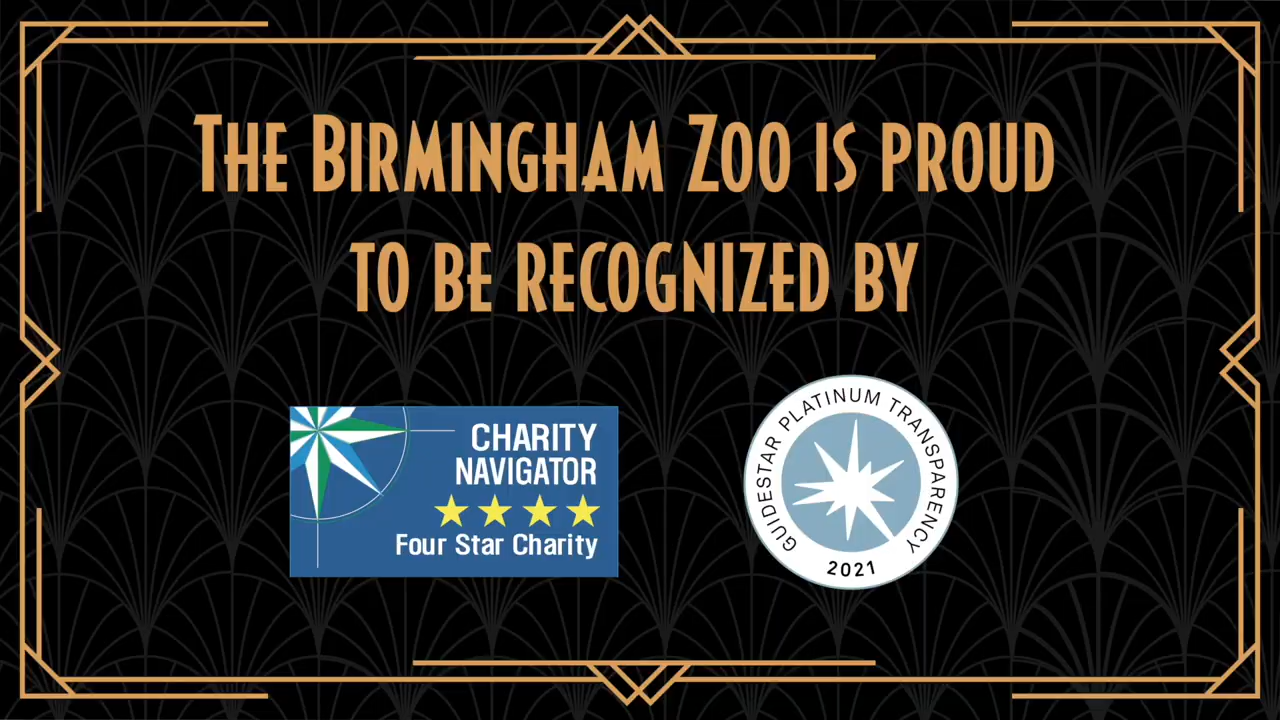 THE BIRMINGHAM ZOO IS PROUD
TO BE RECOGNIZED BY
CHARITY
NAVIGATOR
Four Star Charity
GUIDESTAR PLATINUM TRANSPARENCY
2021